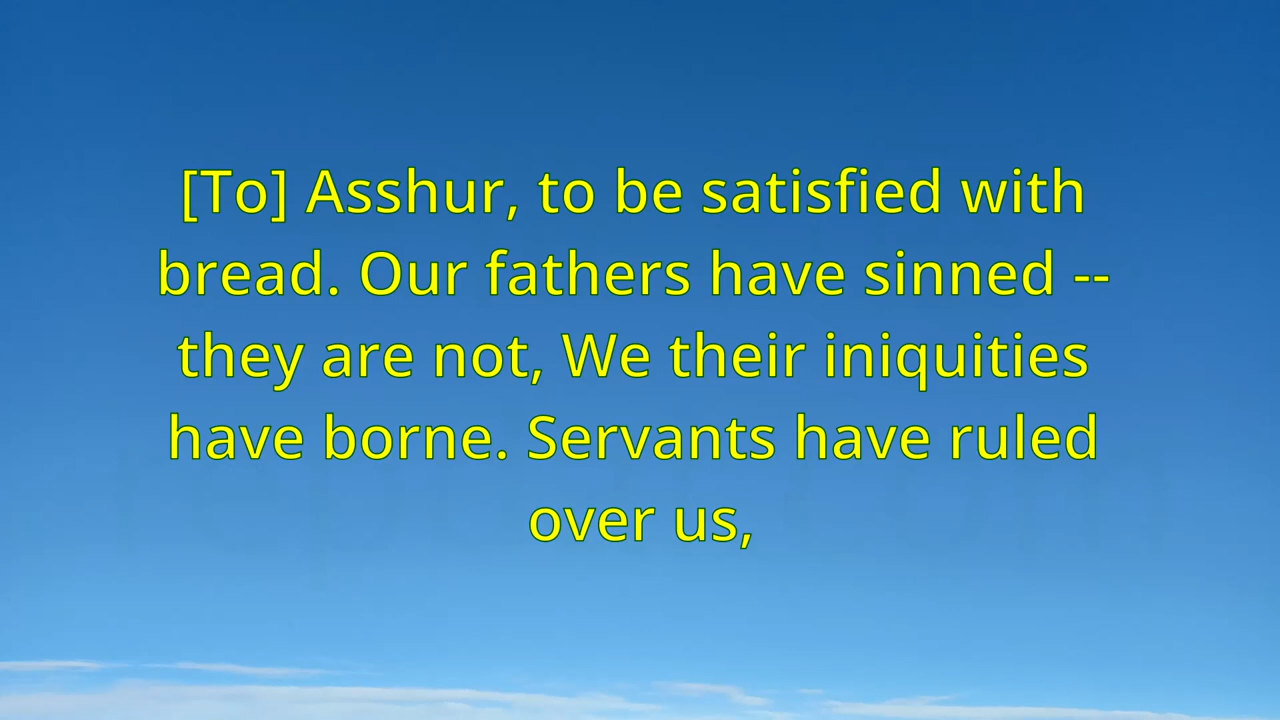 [To] Asshur, to be satisfied with
bread. Our fathers have sinned --
they are not, We their iniquities
have borne. Servants have ruled
over us,